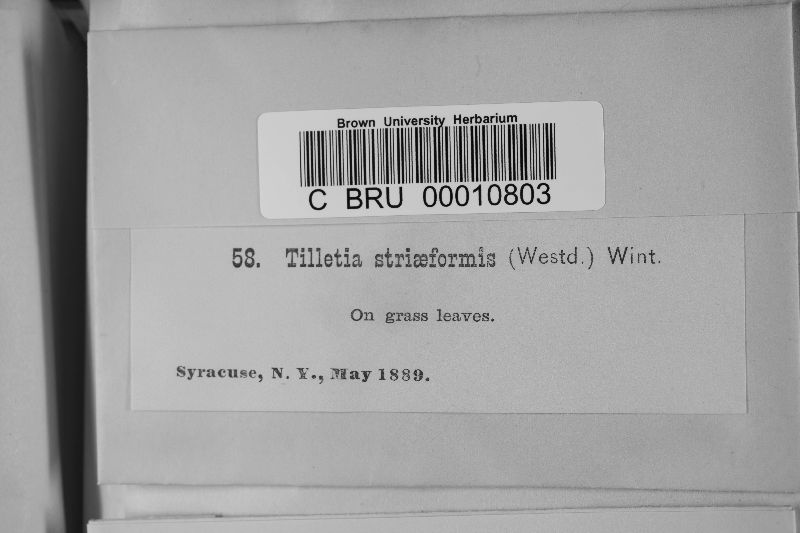 Brown University Herbarium
C BRU 00010803
58. Tilletia striæformis (Westd.) Wint.
On grass leaves.
Syracuse, N. Y., May 1889.